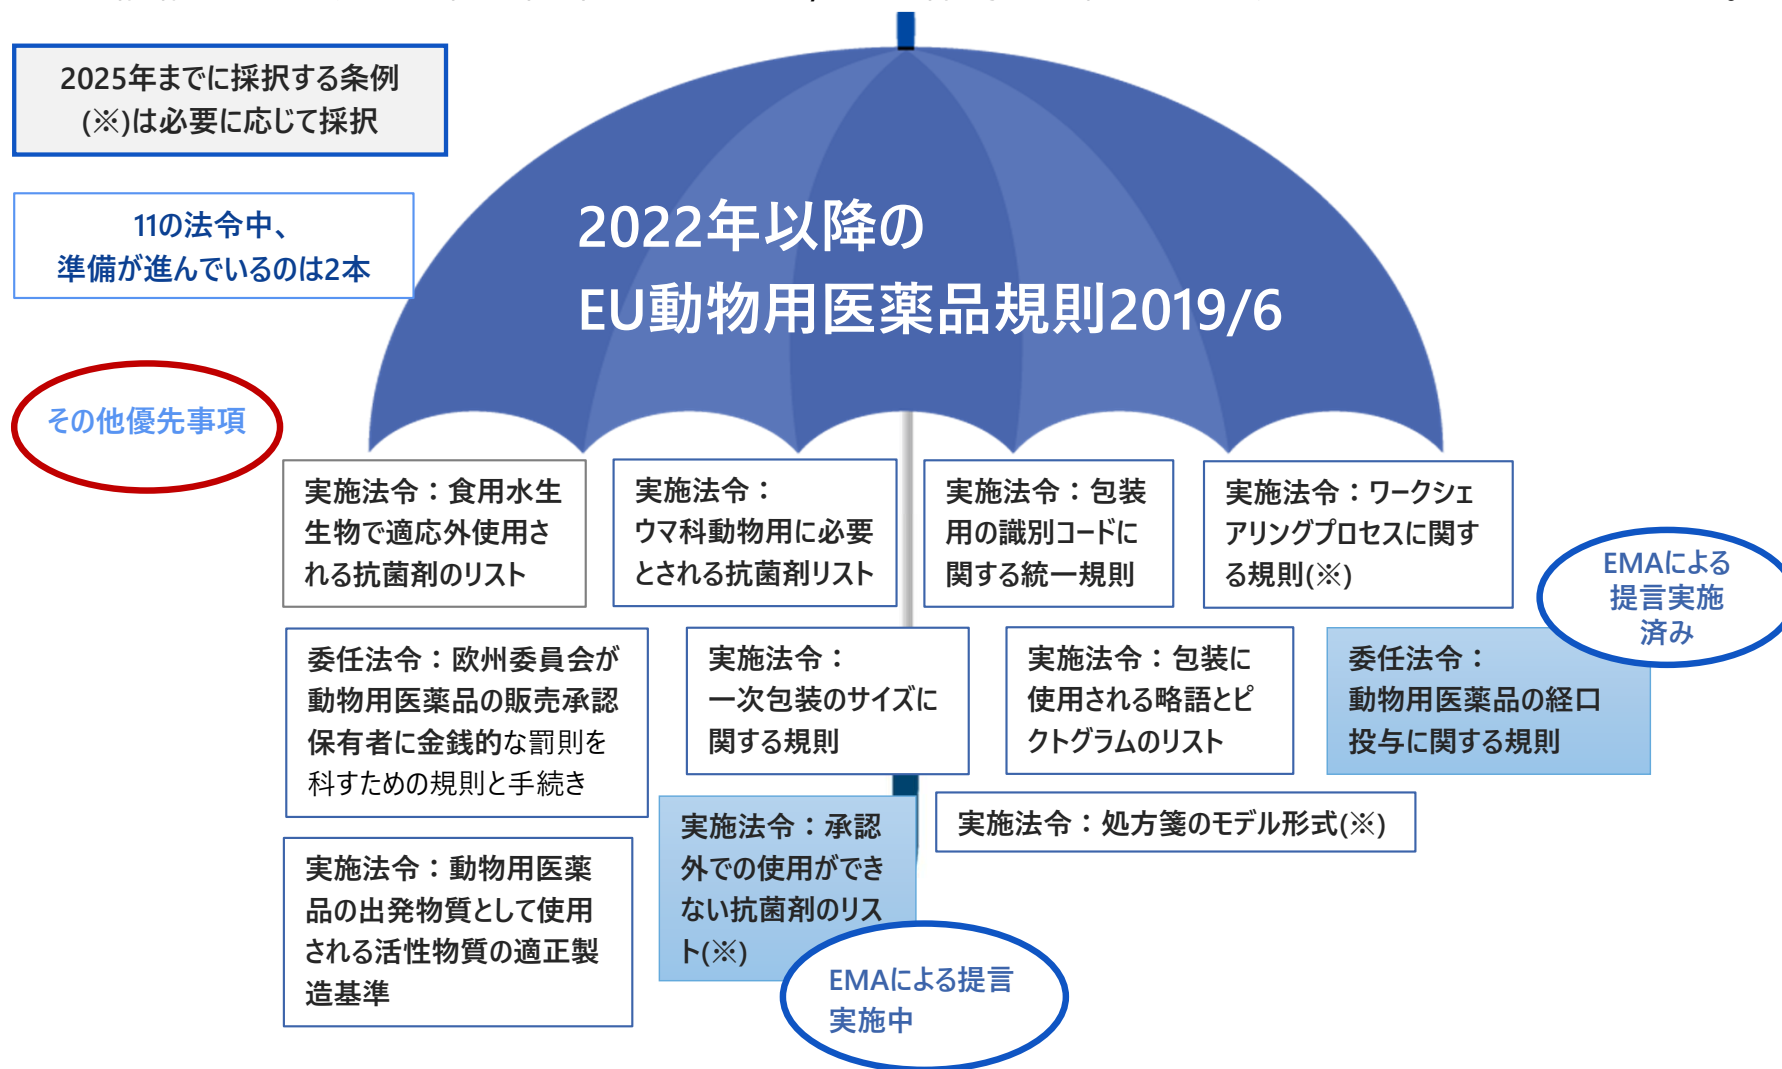 2025年までに採択する条例
(※)は必要に応じて採択
11の法令中、
準備が進んでいるのは2本
2022年以降の
EU動物用医薬品規則2019/6
その他優先事項
実施法令：食用水生
生物で適応外使用さ
れる抗菌剤のリスト
実施法令：
ウマ科動物用に必要
とされる抗菌剤リスト
実施法令：包装
用の識別コードに
関する統一規則
実施法令：ワークシェ
アリングプロセスに関す
る規則(※)
EMAによる
提言実施
済み
委任法令：欧州委員会が
動物用医薬品の販売承認
保有者に金銭的な罰則を
科すための規則と手続き
実施法令：
一次包装のサイズに
関する規則
実施法令：包装に
使用される略語とピ
クトグラムのリスト
委任法令：
動物用医薬品の経口
投与に関する規則
実施法令：動物用医薬
品の出発物質として使用
される活性物質の適正製
造基準
実施法令：承認
外での使用ができ
ない抗菌剤のリス
ト(※)
実施法令：処方箋のモデル形式(※)
EMAによる提言
実施中